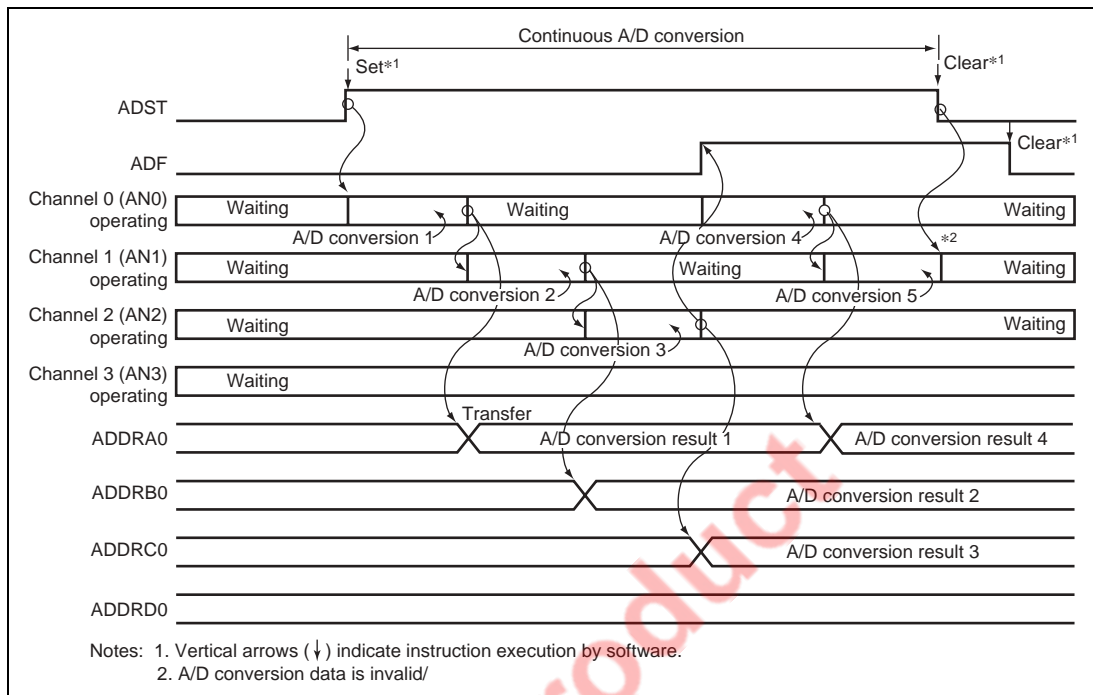 Continuous A/D conversion
Set*1
Clear*1
ADST
Clear*1
ADF
Channel 0 (AN0)
operating
Waiting
Waiting
Waiting
A/D conversion 1
A/D conversion 4
*2
Channel 1 (AN1)
operating
Waiting
Waiting
Waiting
A/D conversion 2
A/D conversion 5
Channel 2 (AN2)
operating
Waiting
Waiting
A/D conversion 3
Channel 3 (AN3)
operating
Waiting
Transfer
ADDRA0
A/D conversion result 1
A/D conversion result 4
ADDRB0
A/D conversion result 2
ADDRC0
A/D conversion result 3
ADDRD0
Notes: 1. Vertical arrows (↓) indicate instruction execution by software.
2. A/D conversion data is invalid/
roduct